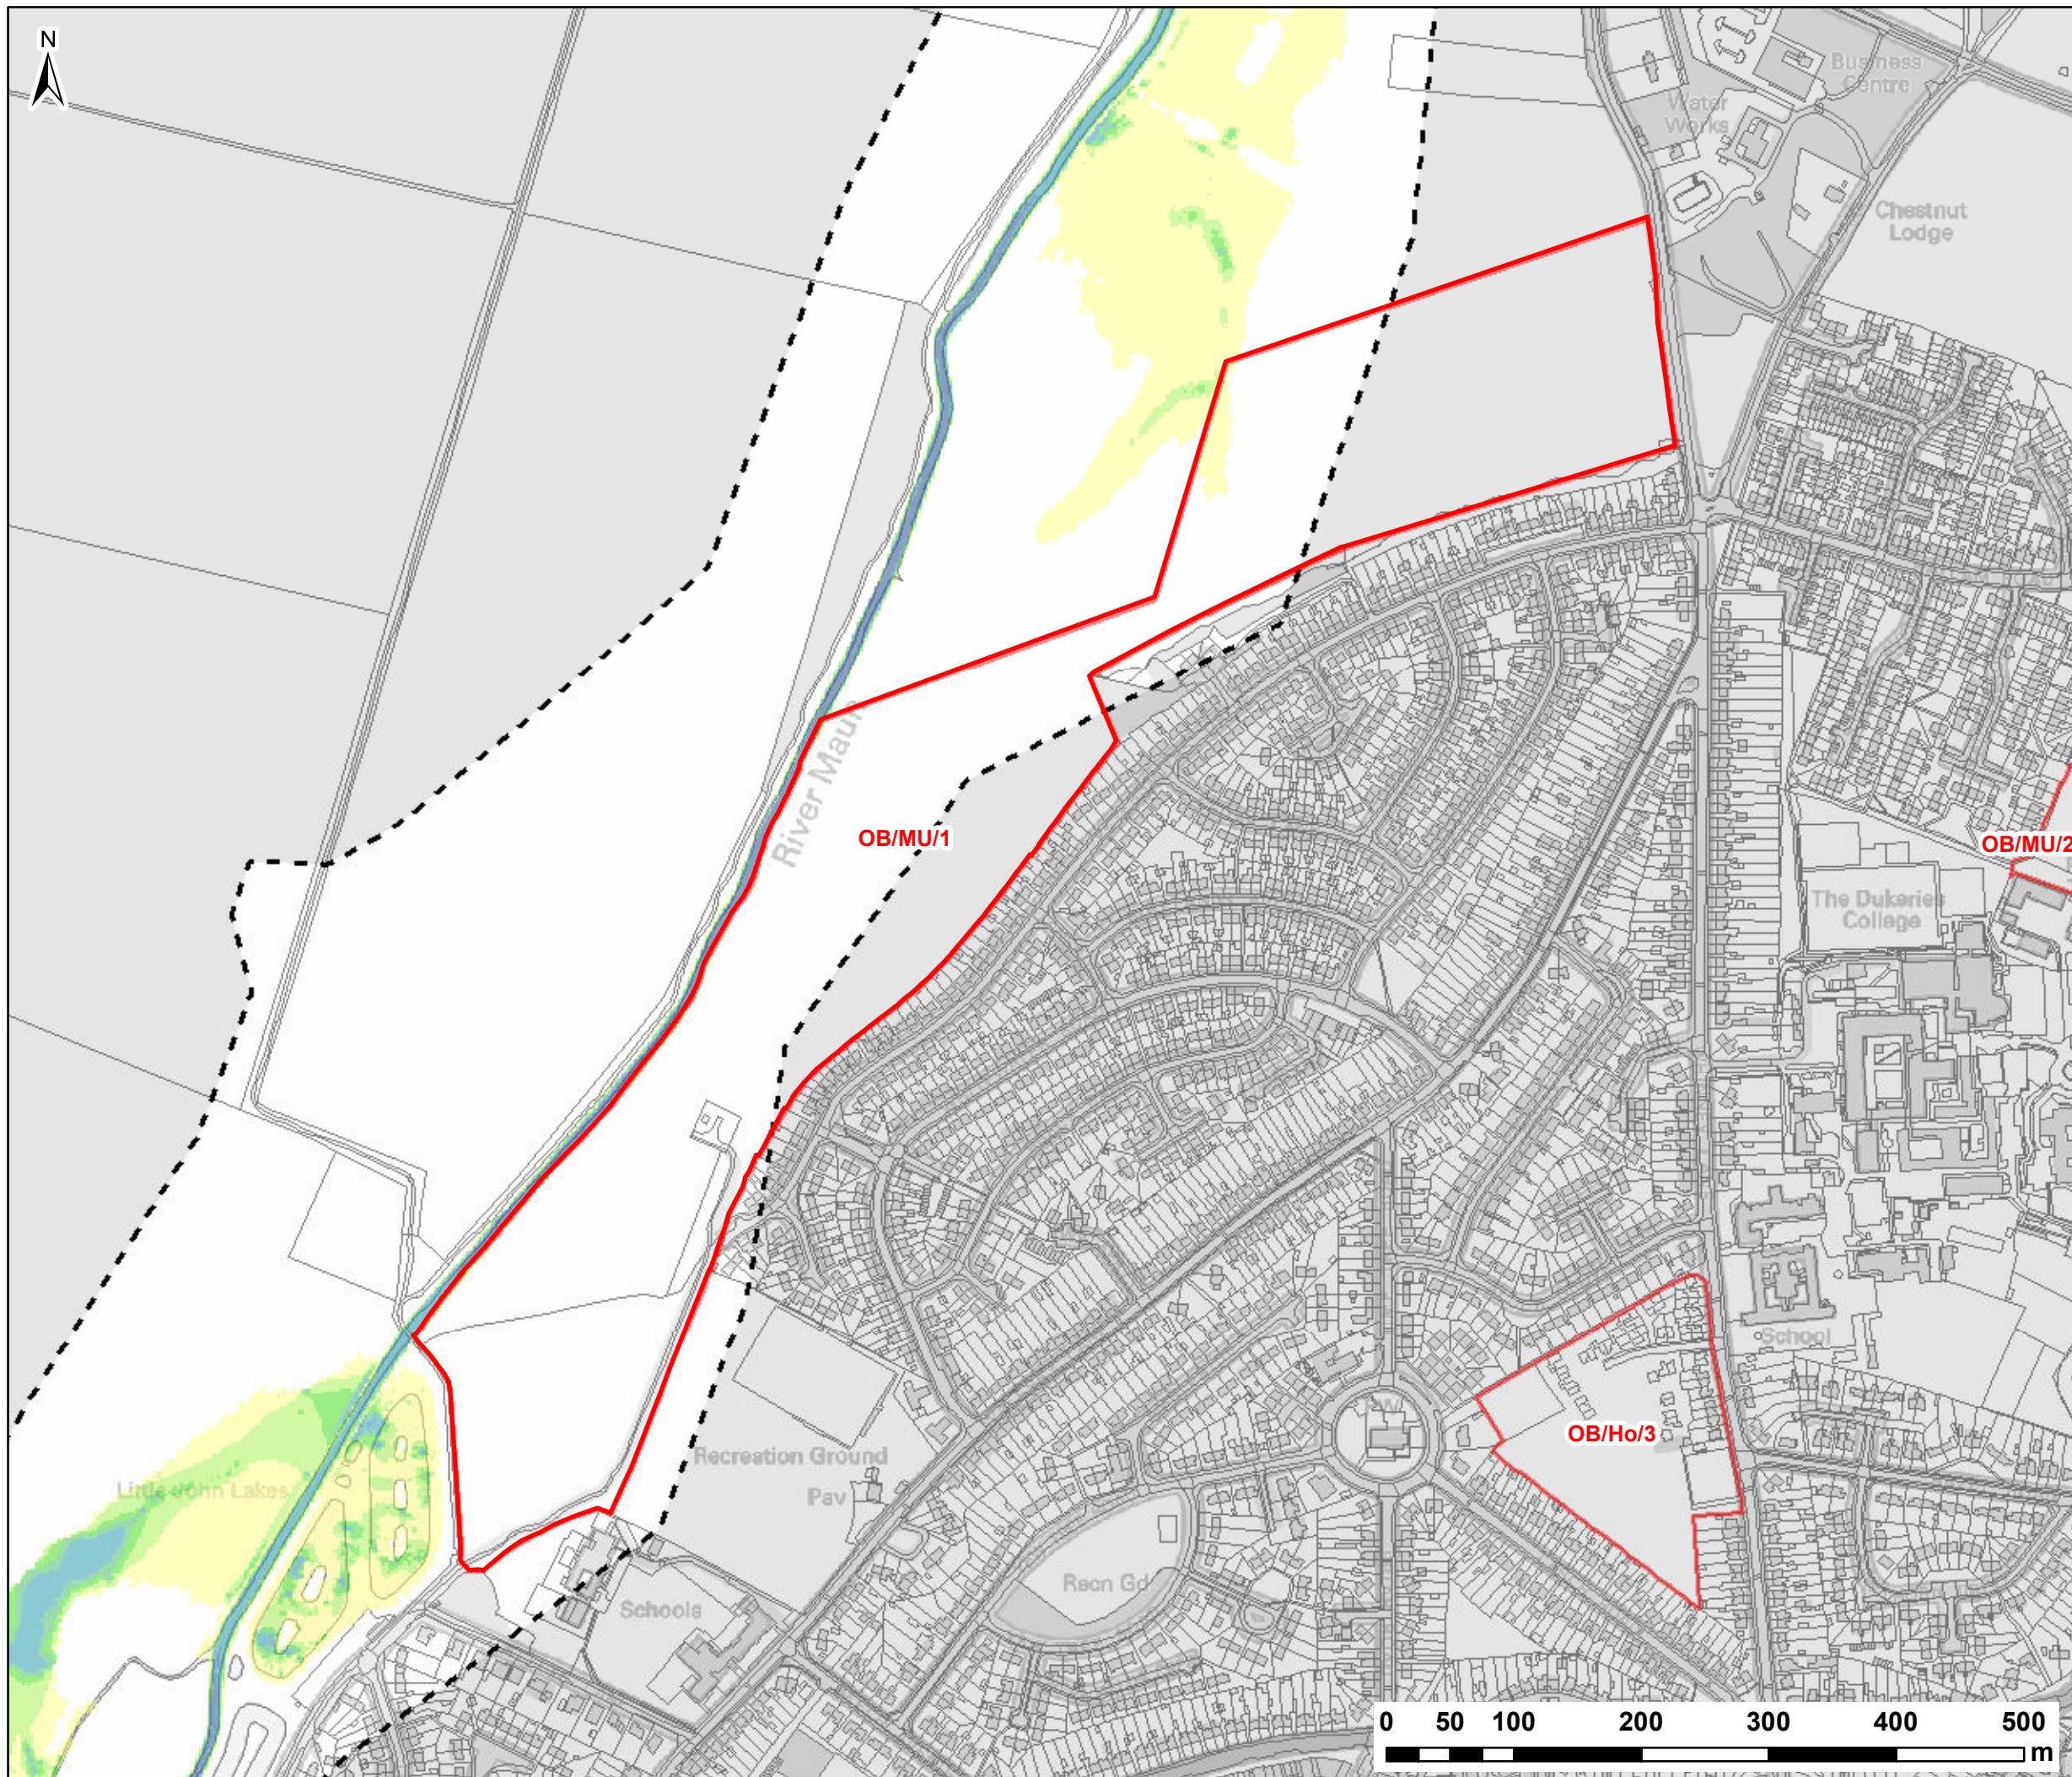 N
Business
Centre
Water
Works
Chestnut
Lodge
River Maun
OB/MU/1
OB/MU/2
The Dukeries
College
School
OB/Ho/3
Recreation Ground
Pav
Little John Lakes
Recn Gd
Schools
0 50 100 200 300 400 500
m